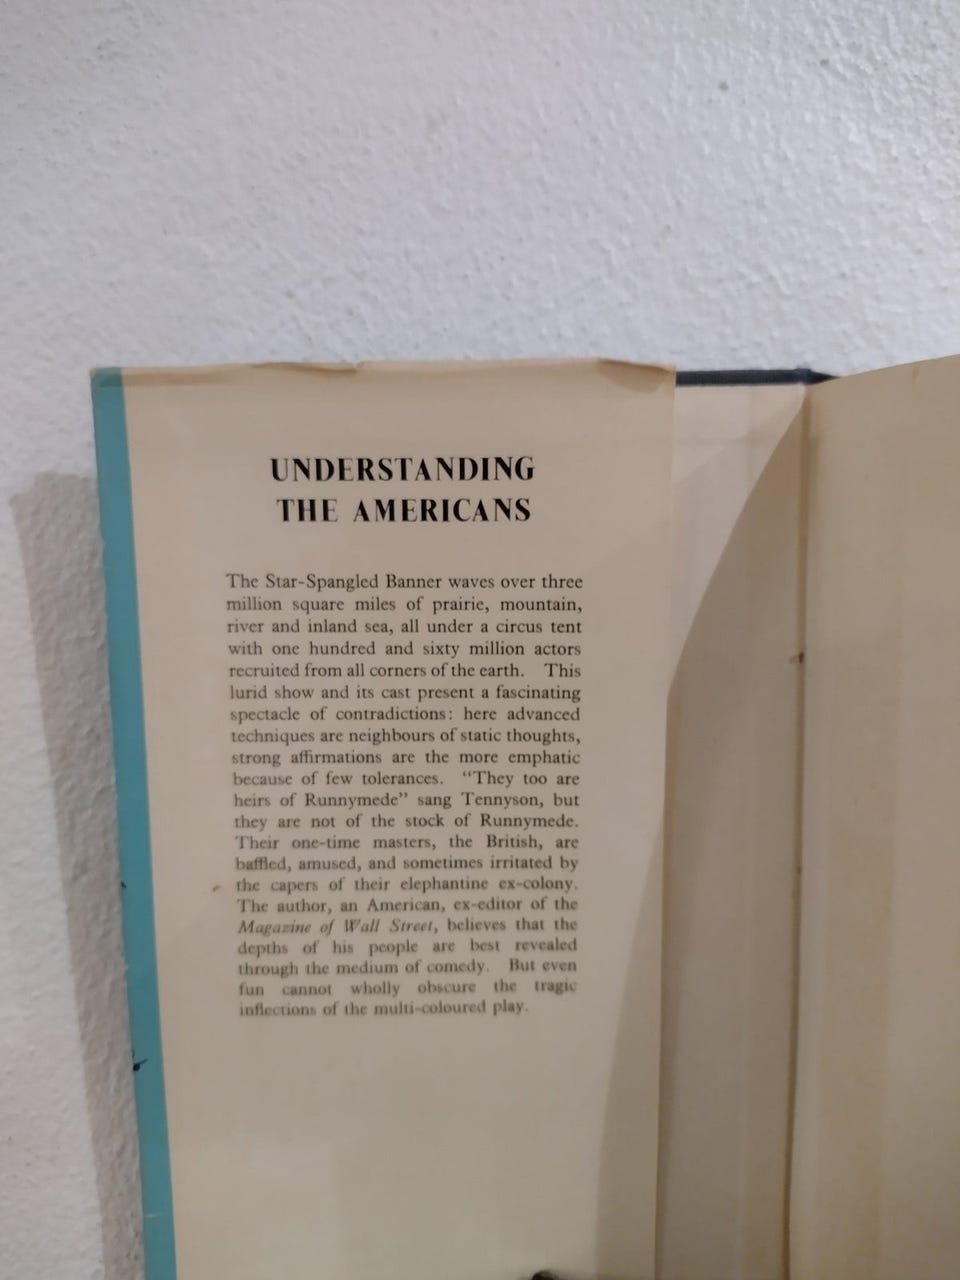 UNDERSTANDING
THE AMERICANS
The Star-Spangled Banner waves over three
million square miles of prairie, mountain,
river and inland sea, all under a circus tent
with one hundred and sixty million actors
recruited from all corners of the earth. This
lurid show and its cast present a fascinating
spectacle of contradictions: here advanced
techniques are neighbours of static thoughts,
strong affirmations are the more emphatic
because of few tolerances. "They too are
heirs of Runnymede" sang Tennyson, but
they are not of the stock of Runnymede.
Their one-time masters, the British, are
baffled, amused, and sometimes irritated by
the capers of their elephantine ex-colony.
The author, an American, ex-editor of the
Magazine of Wall Street, believes that the
depths of his people are best revealed
through the medium of comedy. But even
fun cannot wholly obscure the tragic
inflections of the multi-coloured play.